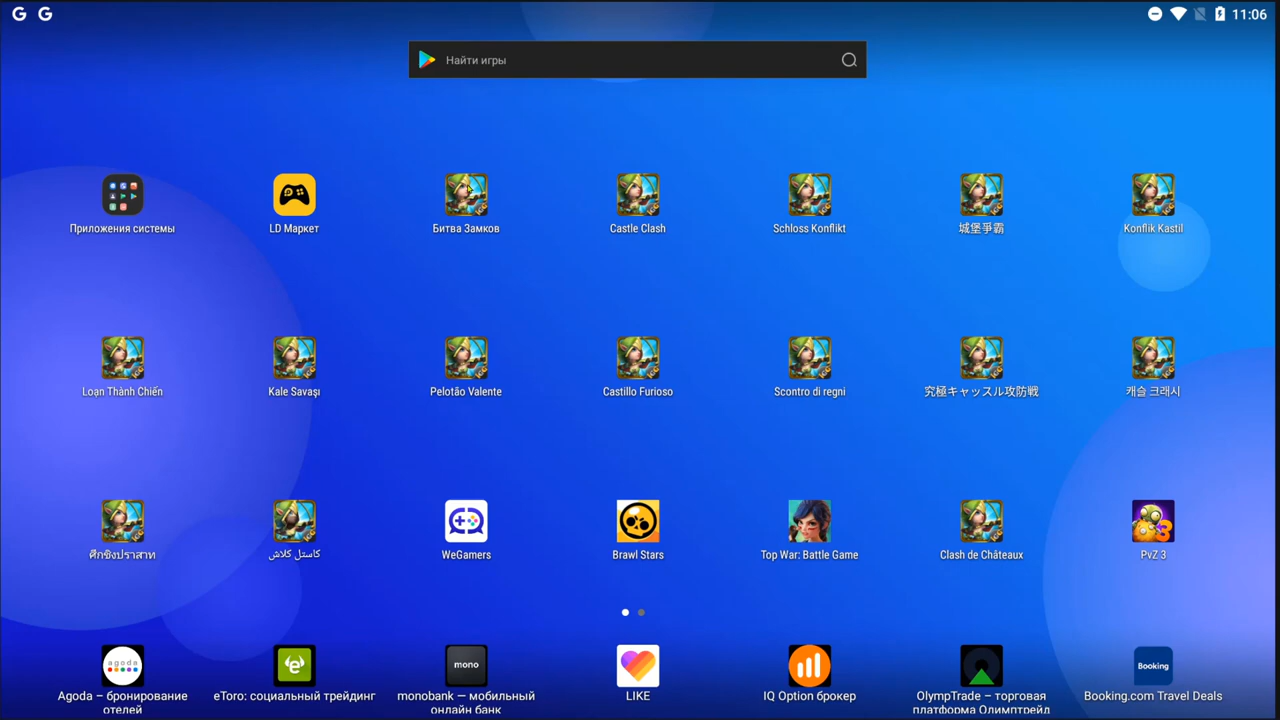 G G 11:06
Найти игры
Приложения системы LD Маркет Битва Замков Castle Clash Schloss Konflikt 城堡爭霸 Konflik Kastil
Loạn Thành Chiến Kale Savaşı Pelotão Valente Castillo Furioso Scontro di regni 究極キャッスル攻防戦 캐슬 크래시
ศึกชิงปราสาท كاستل كلاش WeGamers Brawl Stars Top War: Battle Game Clash de Châteaux PvZ 3
agoda mono Booking
Agoda – бронирование eToro: социальный трейдинг monobank — мобильный LIKE IQ Option брокер OlympTrade – торговая Booking.com Travel Deals
отелей онлайн банк платформа Олимптрейд